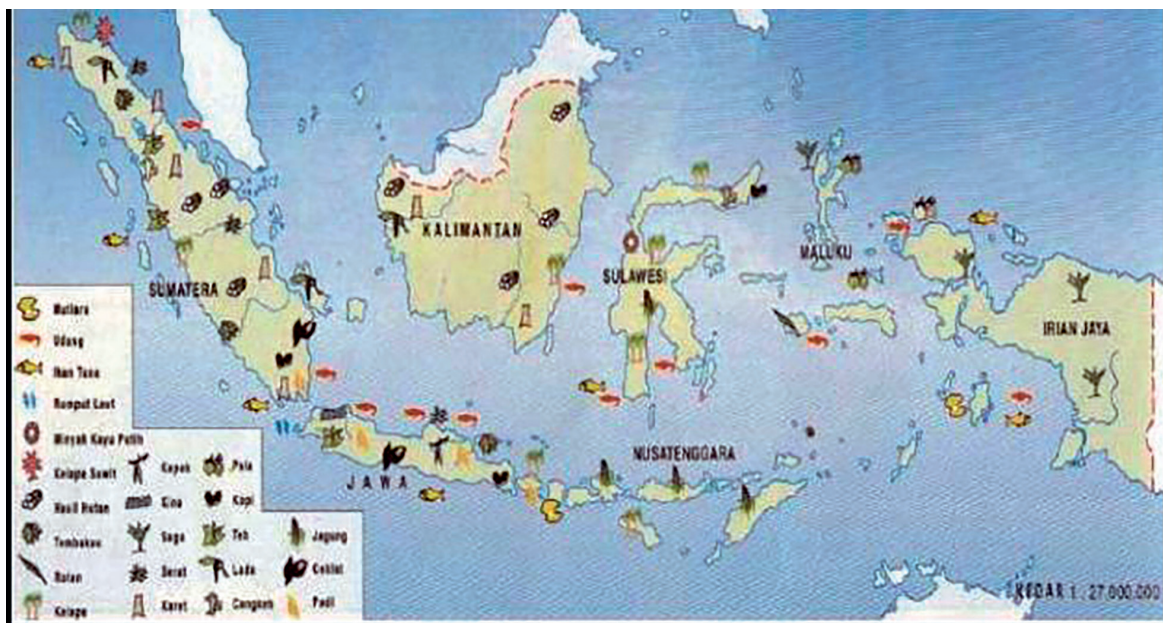 KALIMANTAN
SUMATERA
SULAWESI
MALUKU
IRIAN JAYA
NUSATENGGARA
JAWA
Mutiara
Udang
Ikan Tuna
Rumput Laut
Minyak Kayu Putih
Kelapa Sawit
Hasil Hutan
Tembakau
Rotan
Kelapa
Kapok
Kina
Sagu
Serat
Karet
Pala
Kopi
Teh
Lada
Cengkeh
Jagung
Coklat
Padi
KEDAR 1 : 27.000.000